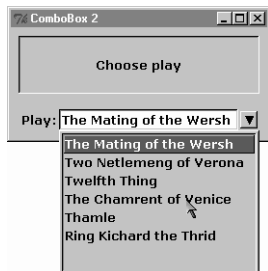 ComboBox 2
Choose play
Play: The Mating of the Wersh
The Mating of the Wersh
Two Netlemeng of Verona
Twelfth Thing
The Chamrent of Venice
Thamle
Ring Kichard the Thrid